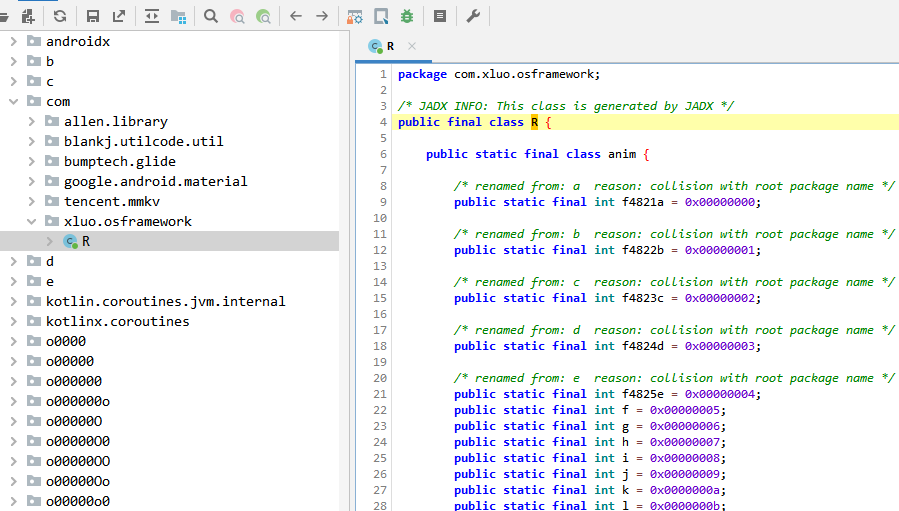 androidx
b
c
com
allen.library
blankj.utilcode.util
bumptech.glide
google.android.material
tencent.mmkv
xluo.osframework
R
d
e
kotlin.coroutines.jvm.internal
kotlinx.coroutines
o0000
o00000
o000000
o000000o
o00000O
o00000O0
o00000OO
o00000Oo
o00000o0
R
1 package com.xluo.osframework;
2
3 /* JADX INFO: This class is generated by JADX */
4 public final class R {
5
6 public static final class anim {
7
8 /* renamed from: a  reason: collision with root package name */
9 public static final int f4821a = 0x00000000;
10
11 /* renamed from: b  reason: collision with root package name */
12 public static final int f4822b = 0x00000001;
13
14 /* renamed from: c  reason: collision with root package name */
15 public static final int f4823c = 0x00000002;
16
17 /* renamed from: d  reason: collision with root package name */
18 public static final int f4824d = 0x00000003;
19
20 /* renamed from: e  reason: collision with root package name */
21 public static final int f4825e = 0x00000004;
22 public static final int f = 0x00000005;
23 public static final int g = 0x00000006;
24 public static final int h = 0x00000007;
25 public static final int i = 0x00000008;
26 public static final int j = 0x00000009;
27 public static final int k = 0x0000000a;
28 public static final int l = 0x0000000b;